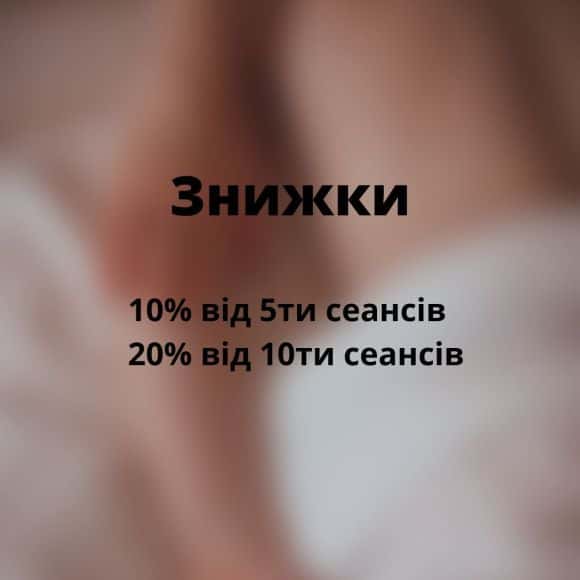 Знижки
10% від 5ти сеансів
20% від 10ти сеансів